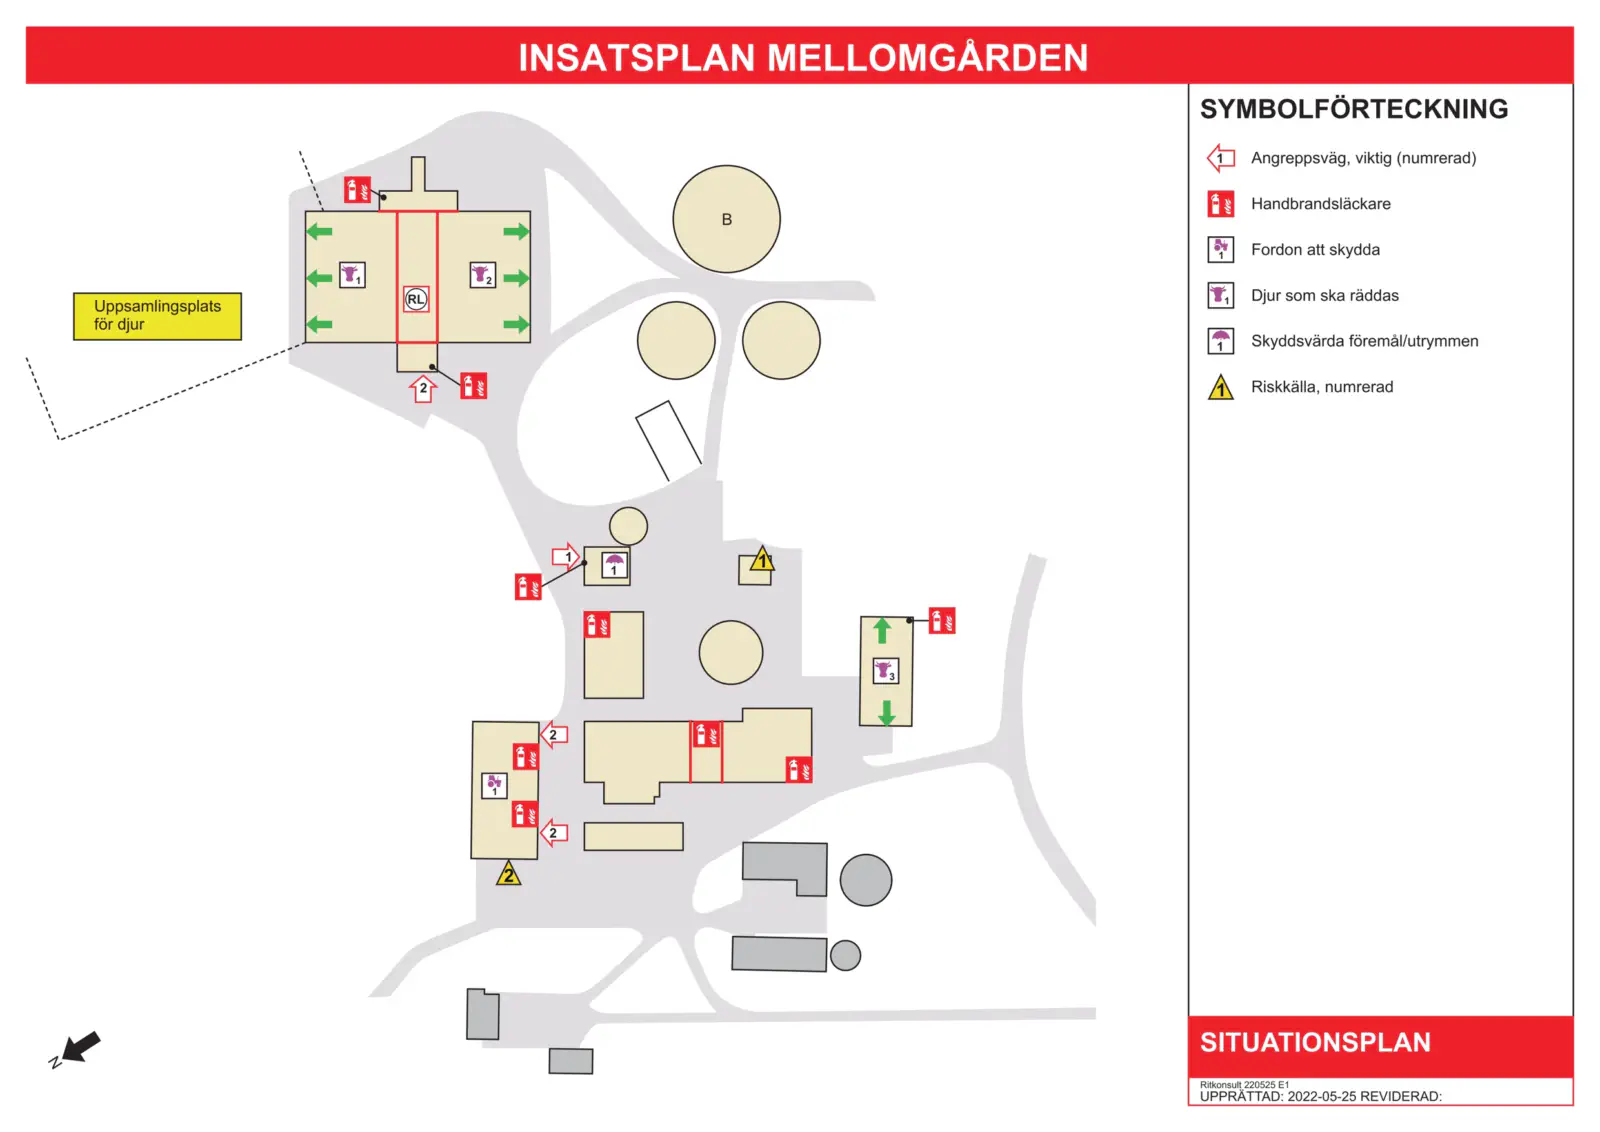 INSATSPLAN MELLOMGÅRDEN
SYMBOLFÖRTECKNING
1 Angreppsväg, viktig (numrerad)
Handbrandsläckare
1 Fordon att skydda
1 Djur som ska räddas
1 Skyddsvärda föremål/utrymmen
1 Riskkälla, numrerad
B
1
2
RL
Uppsamlingsplats
för djur
2
1
1
1
3
2
1
2
2
N
SITUATIONSPLAN
Ritkonsult 220525 E1
UPPRÄTTAD: 2022-05-25 REVIDERAD: